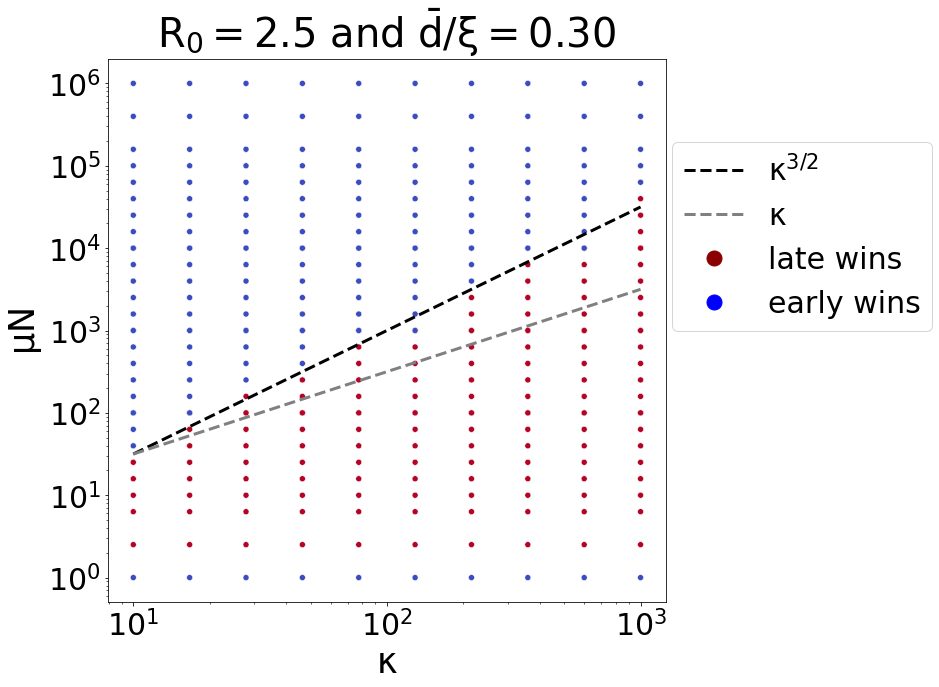 R₀ = 2.5 and d̄/ξ = 0.30
10⁶
10⁵
10⁴
10³
10²
10¹
10⁰
μN
10¹ 10² 10³
κ
κ³/²
κ
late wins
early wins